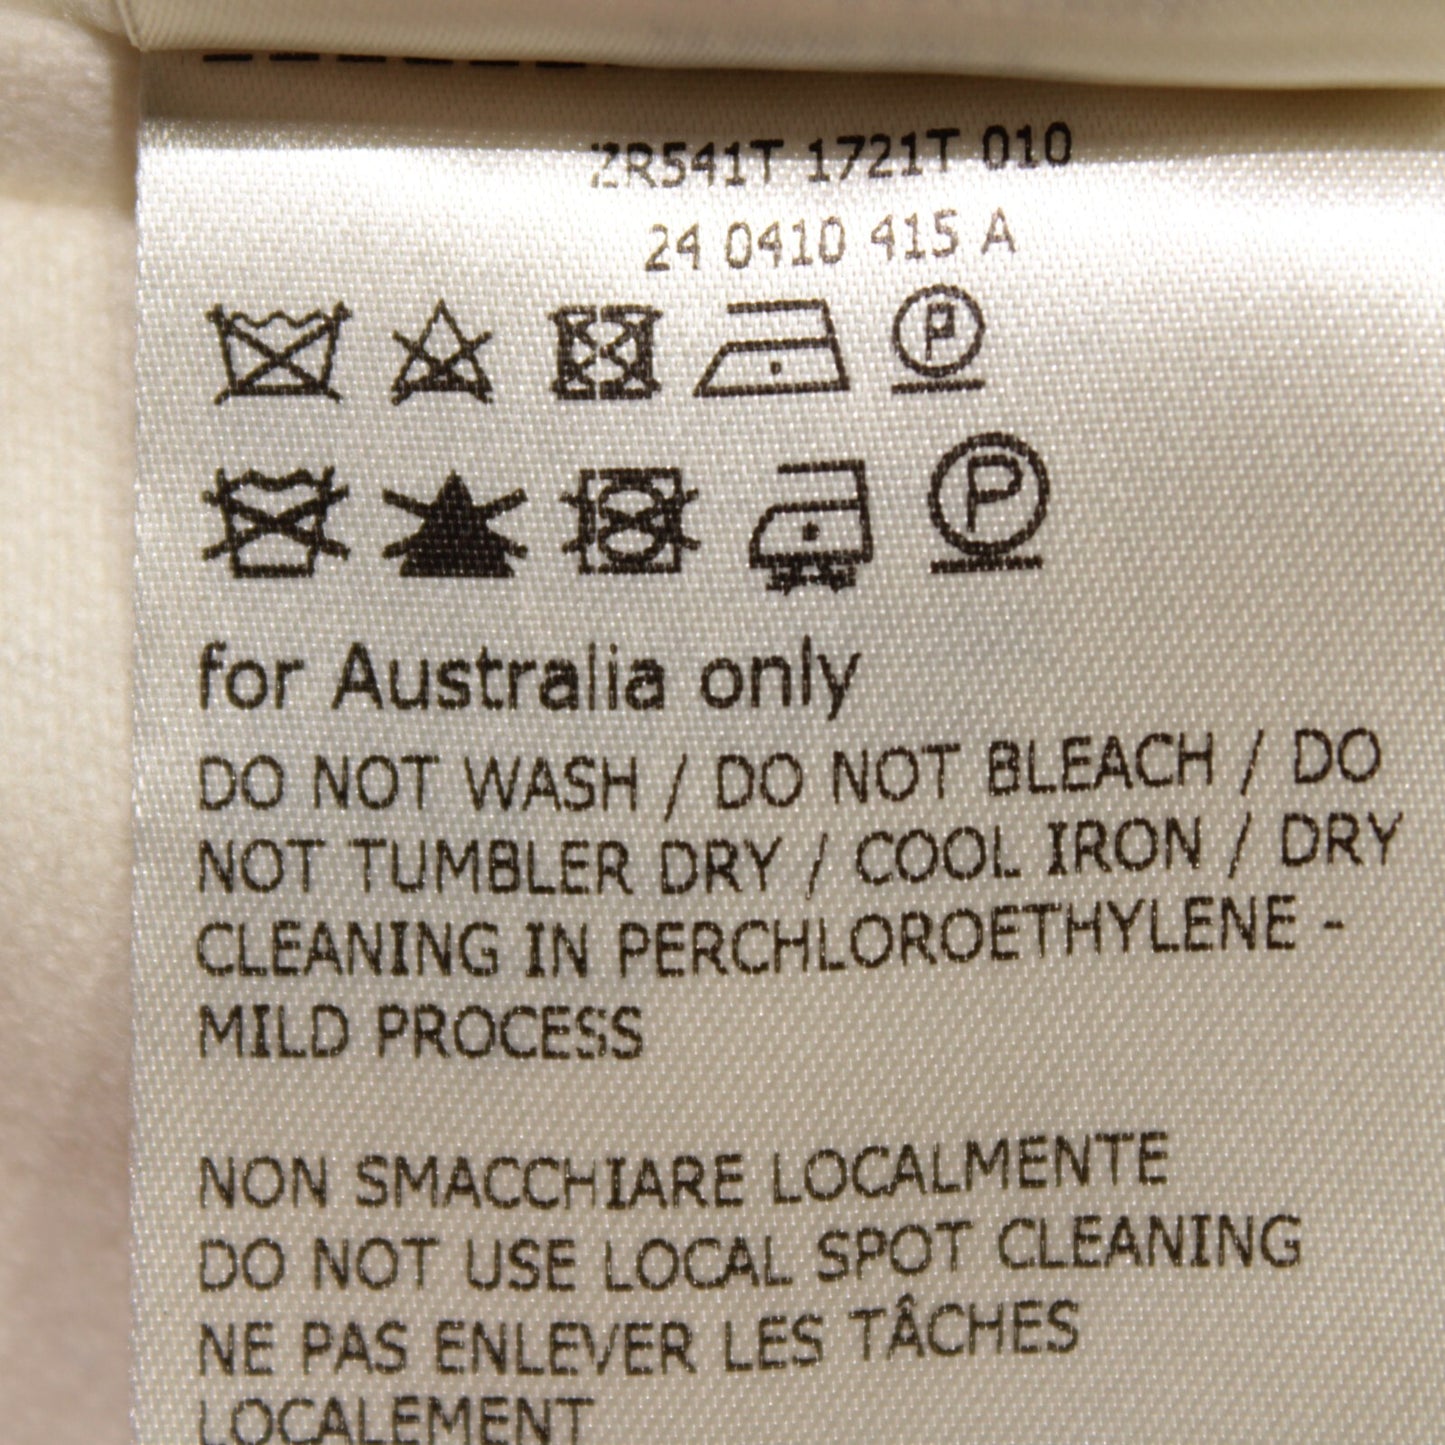 ZR541T 1721T 010
24 0410 415 A
P
P
for Australia only
DO NOT WASH / DO NOT BLEACH / DO
NOT TUMBLER DRY / COOL IRON / DRY
CLEANING IN PERCHLOROETHYLENE -
MILD PROCESS
NON SMACCHIARE LOCALMENTE
DO NOT USE LOCAL SPOT CLEANING
NE PAS ENLEVER LES TÂCHES
LOCALEMENT